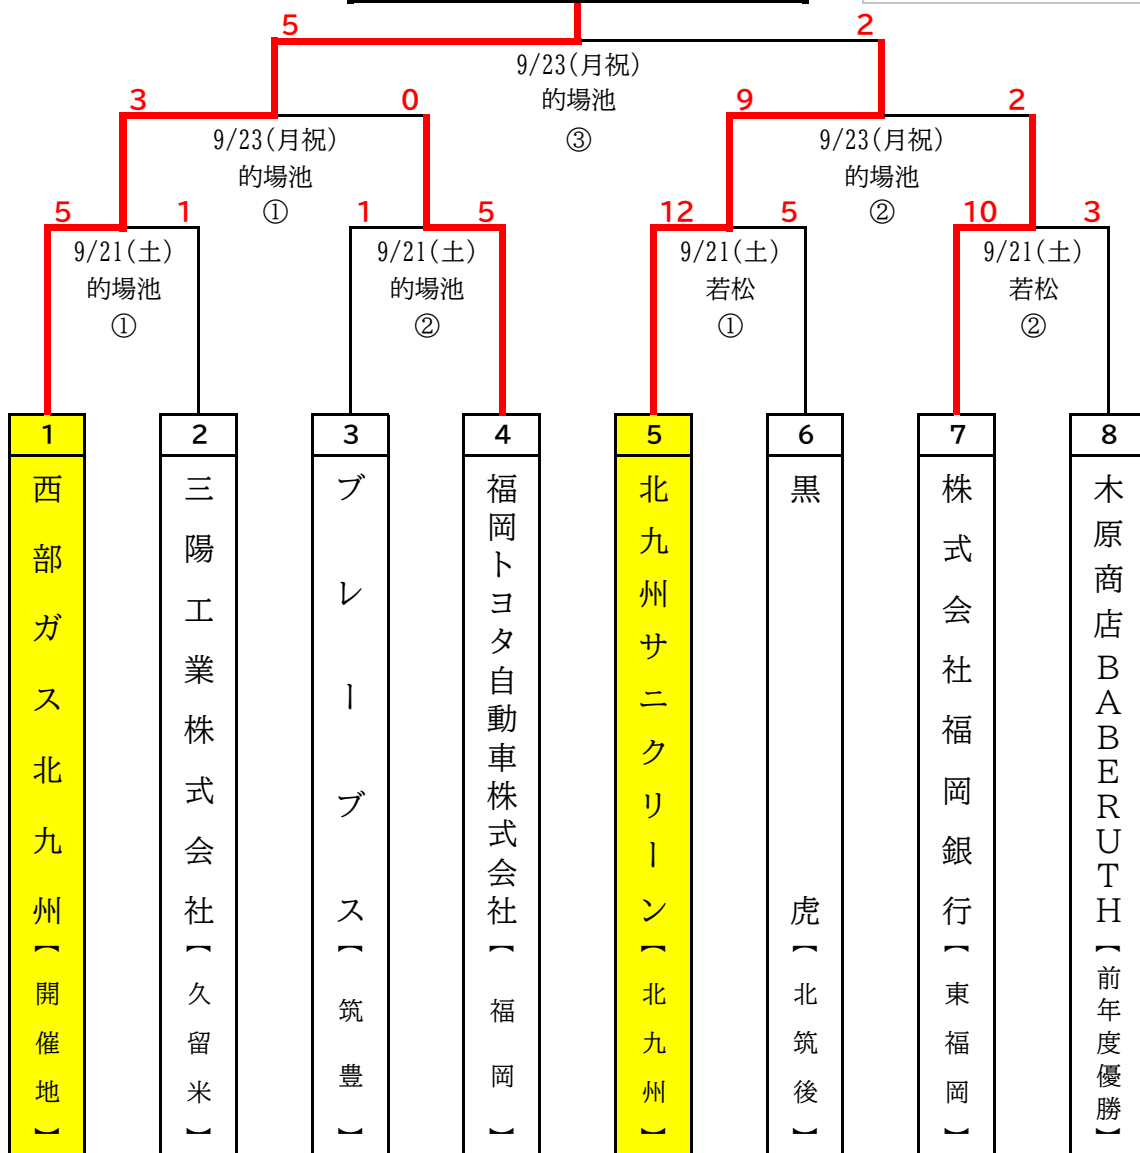 5
2
9/23(月祝)
的場池
③
3
0
9
2
9/23(月祝)
的場池
①
9/23(月祝)
的場池
②
5
1
1
5
12
5
10
3
9/21(土)
的場池
①
9/21(土)
的場池
②
9/21(土)
若松
①
9/21(土)
若松
②
1
西部ガス北九州【開催地】
2
三陽工業株式会社【久留米】
3
ブレーブス【筑豊】
4
福岡トヨタ自動車株式会社【福岡】
5
北九州サニクリーン【北九州】
6
黒虎【北筑後】
7
株式会社福岡銀行【東福岡】
8
木原商店BABERUTH【前年度優勝】